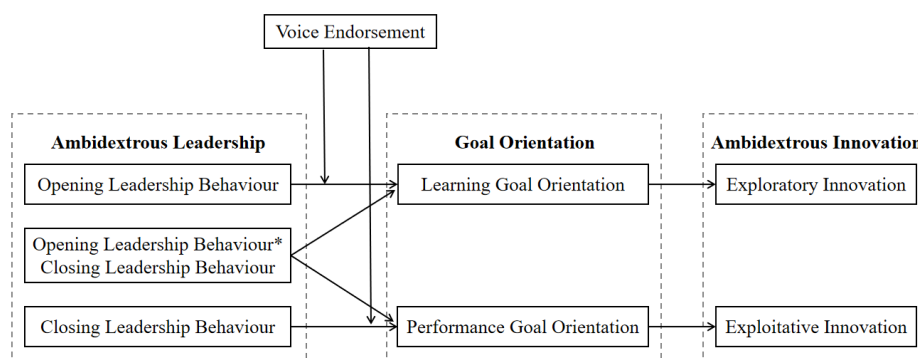 Voice Endorsement
Ambidextrous Leadership
Goal Orientation
Ambidextrous Innovation
Opening Leadership Behaviour
Learning Goal Orientation
Exploratory Innovation
Opening Leadership Behaviour*
Closing Leadership Behaviour
Closing Leadership Behaviour
Performance Goal Orientation
Exploitative Innovation